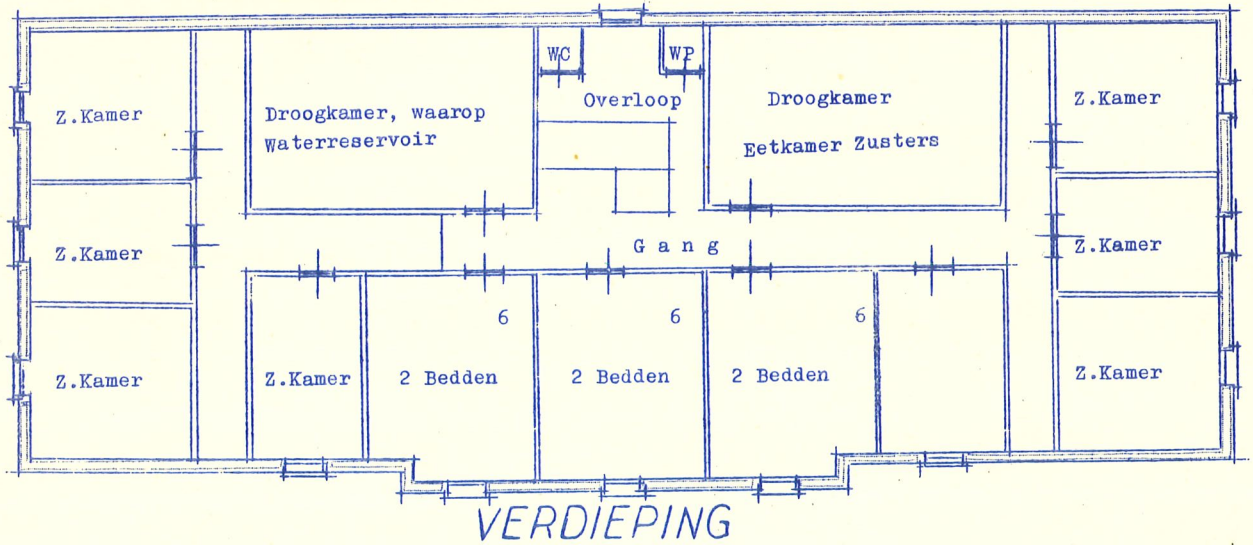 WC
WP
Z.Kamer
Droogkamer, waarop
Waterreservoir
Overloop
Droogkamer
Eetkamer Zusters
Z.Kamer
Z.Kamer
Gang
Z.Kamer
6
6
6
Z.Kamer
Z.Kamer
2 Bedden
2 Bedden
2 Bedden
Z.Kamer
VERDIEPING